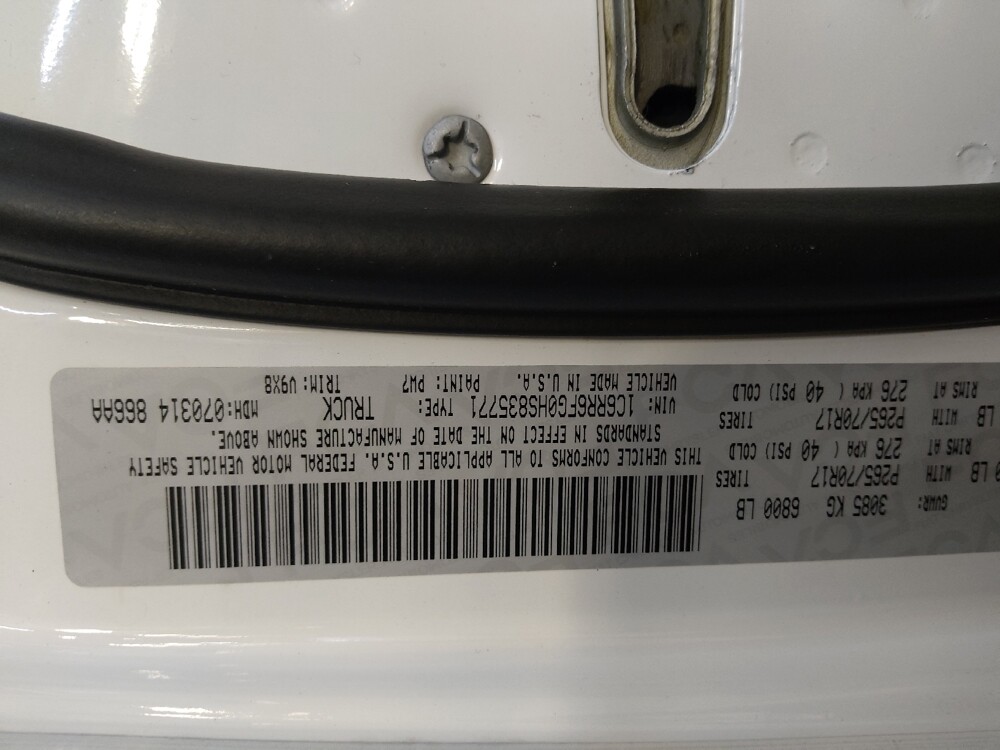 GVWR: 3085 KG 6800 LB
0 LB WITH P265/70R17 TIRES
RIMS AT 276 KPA ( 40 PSI) COLD
LB WITH P265/70R17 TIRES
RIMS AT 276 KPA ( 40 PSI) COLD
THIS VEHICLE CONFORMS TO ALL APPLICABLE U.S.A. FEDERAL MOTOR VEHICLE SAFETY
STANDARDS IN EFFECT ON THE DATE OF MANUFACTURE SHOWN ABOVE.
VIN: 1C6RR6FG0HS835771 TYPE: TRUCK MDH:070314 866AA
VEHICLE MADE IN U.S.A. PAINT: PW7 TRIM: V9X8